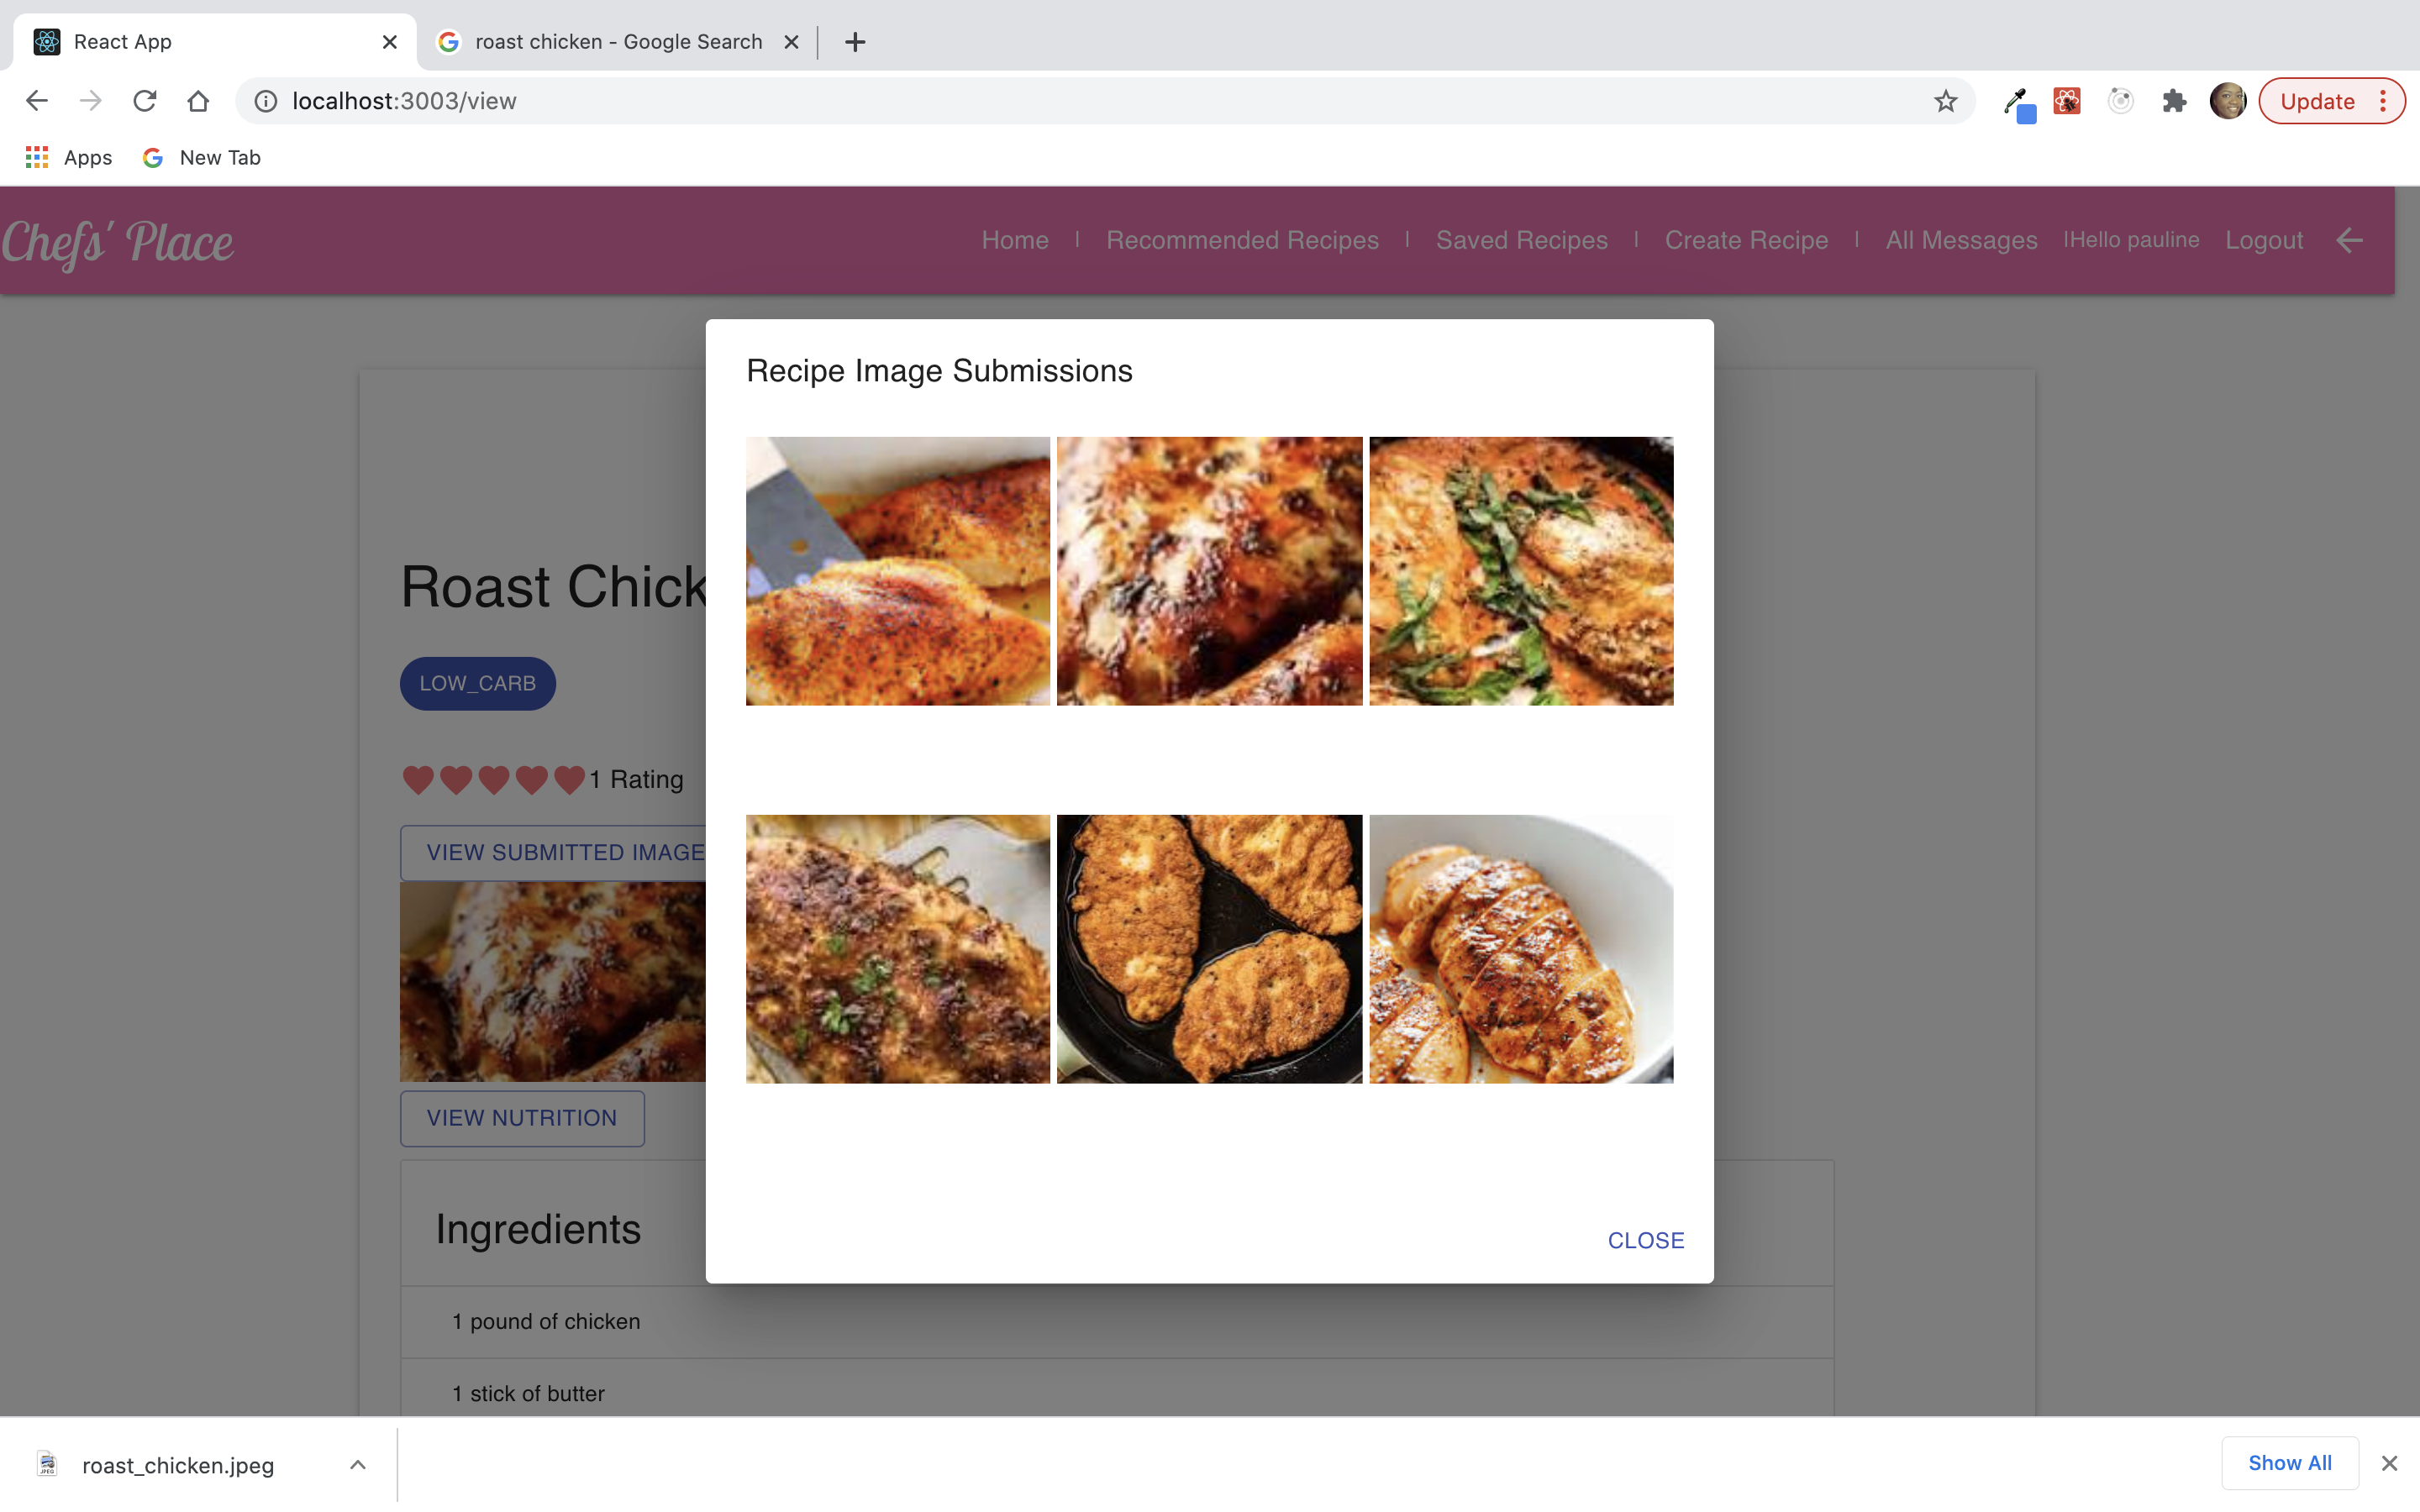 React App
roast chicken - Google Search
localhost:3003/view
Update
Apps
New Tab
Chefs' Place
Home | Recommended Recipes | Saved Recipes | Create Recipe | All Messages |Hello pauline Logout
Recipe Image Submissions
Roast Chick
LOW_CARB
1 Rating
VIEW SUBMITTED IMAGE
VIEW NUTRITION
Ingredients
CLOSE
1 pound of chicken
1 stick of butter
JPEG
roast_chicken.jpeg
Show All